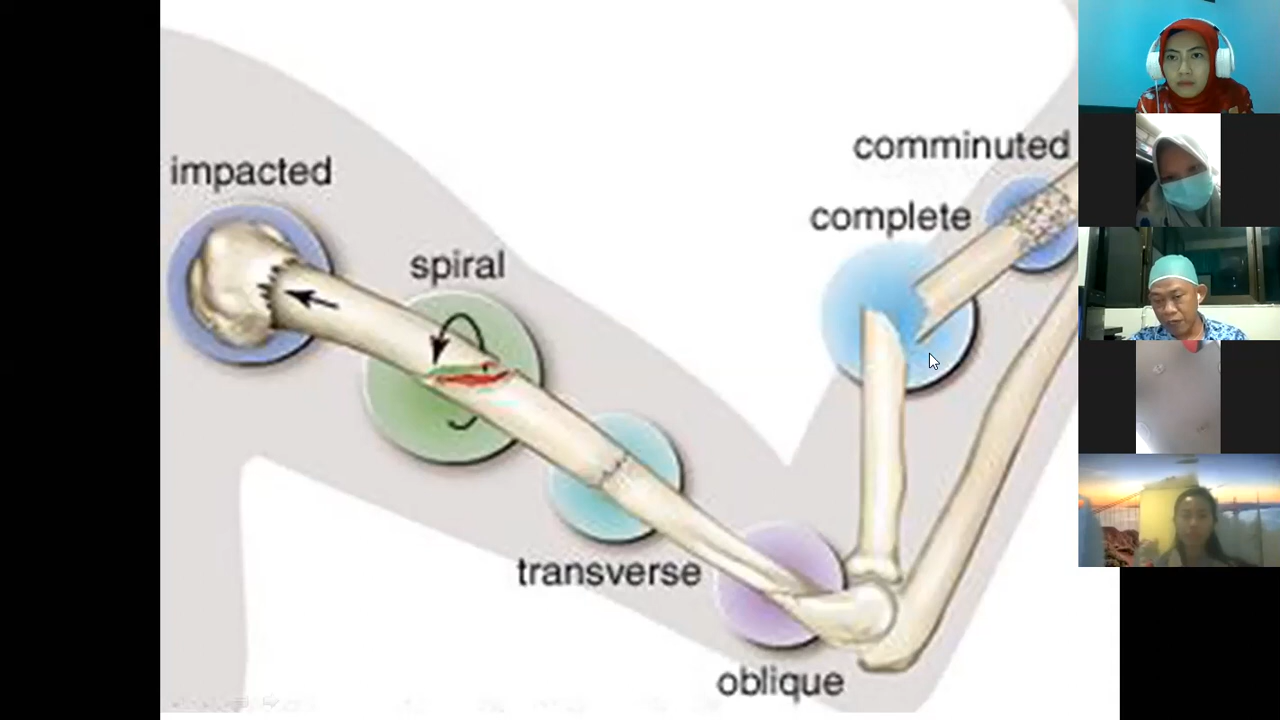 comminuted
complete
impacted
spiral
transverse
oblique